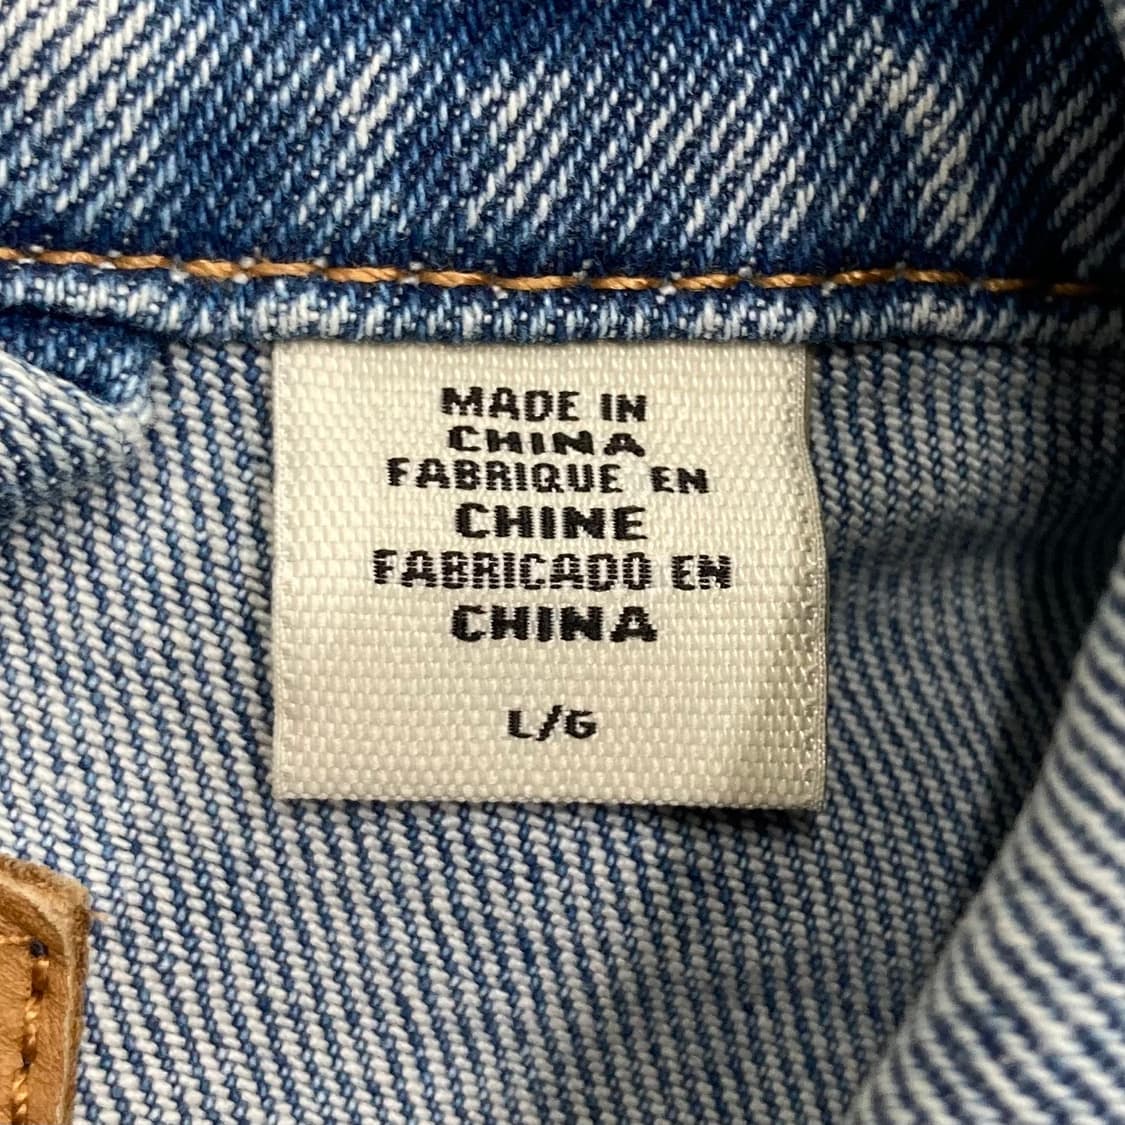 MADE IN
CHINA
FABRIQUE EN
CHINE
FABRICADO EN
CHINA
L/G